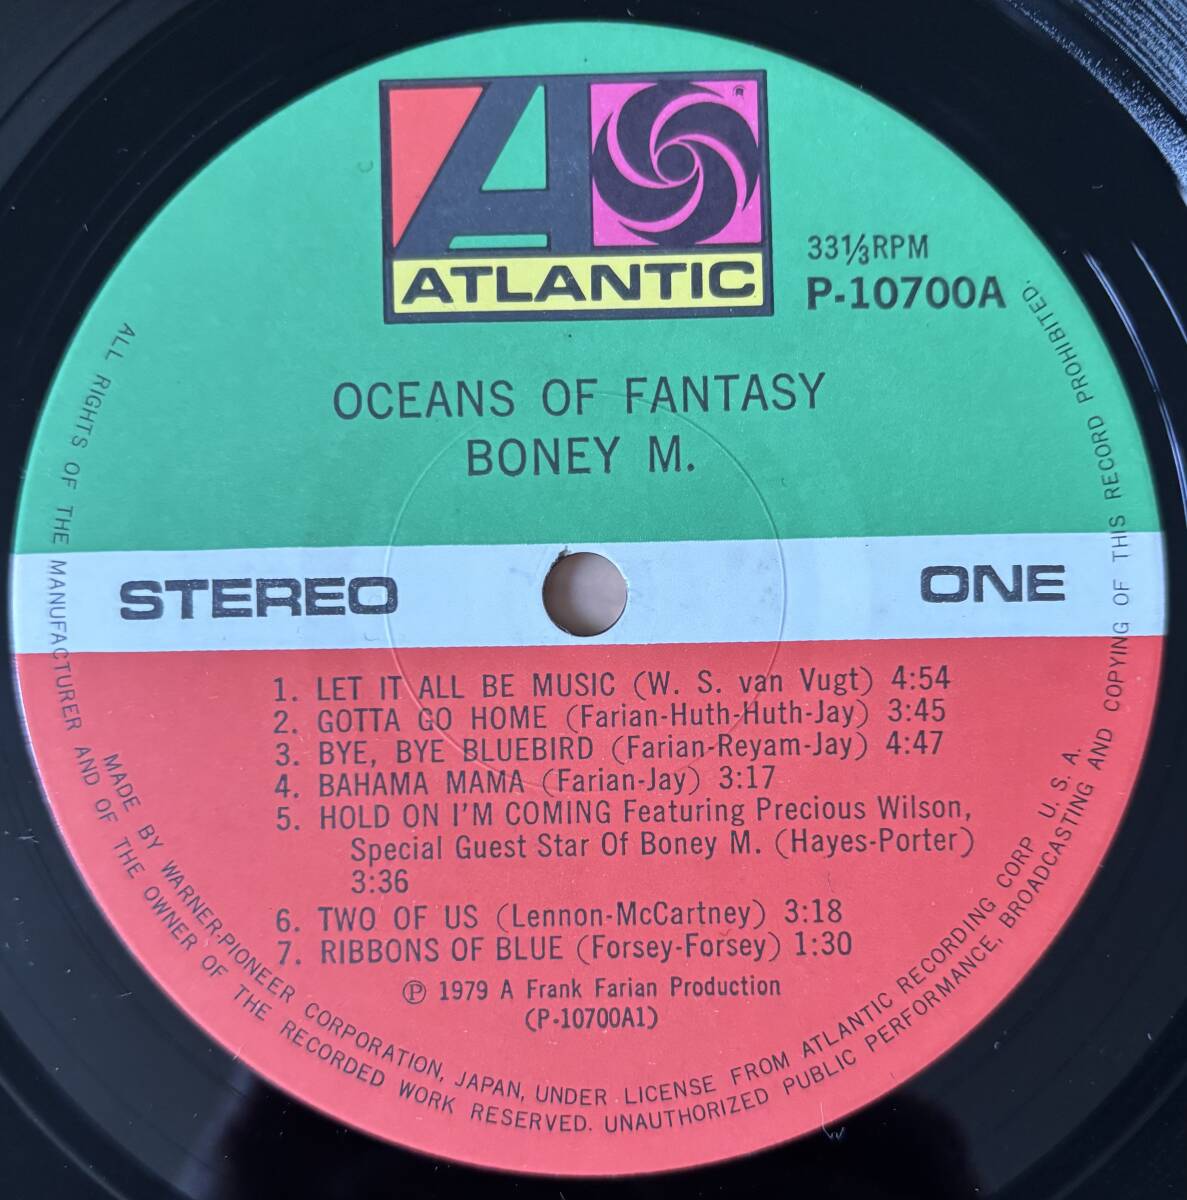 ATLANTIC
33⅓RPM
P-10700A
OCEANS OF FANTASY
BONEY M.
STEREO
ONE
1. LET IT ALL BE MUSIC (W. S. van Vugt) 4:54
2. GOTTA GO HOME (Farian-Huth-Huth-Jay) 3:45
3. BYE, BYE BLUEBIRD (Farian-Reyam-Jay) 4:47
4. BAHAMA MAMA (Farian-Jay) 3:17
5. HOLD ON I'M COMING Featuring Precious Wilson,
Special Guest Star Of Boney M. (Hayes-Porter)
3:36
6. TWO OF US (Lennon-McCartney) 3:18
7. RIBBONS OF BLUE (Forsey-Forsey) 1:30
Ⓟ 1979 A Frank Farian Production
(P-10700A1)
MADE BY WARNER-PIONEER CORPORATION, JAPAN, UNDER LICENSE FROM ATLANTIC RECORDING CORP U. S. A.
ALL RIGHTS OF THE MANUFACTURER AND OF THE OWNER OF THE RECORDED WORK RESERVED. UNAUTHORIZED PUBLIC PERFORMANCE, BROADCASTING AND COPYING OF THIS RECORD PROHIBITED.